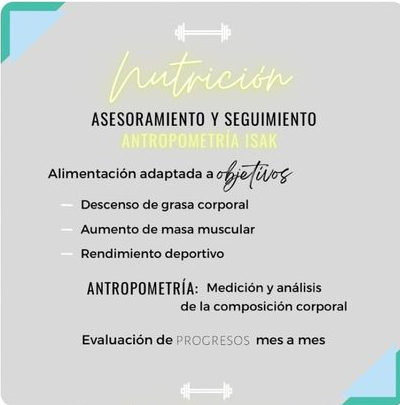 Nutrición
ASESORAMIENTO Y SEGUIMIENTO
ANTROPOMETRÍA ISAK
Alimentación adaptada a objetivos
— Descenso de grasa corporal
— Aumento de masa muscular
— Rendimiento deportivo
ANTROPOMETRÍA: Medición y análisis
de la composición corporal
Evaluación de PROGRESOS mes a mes